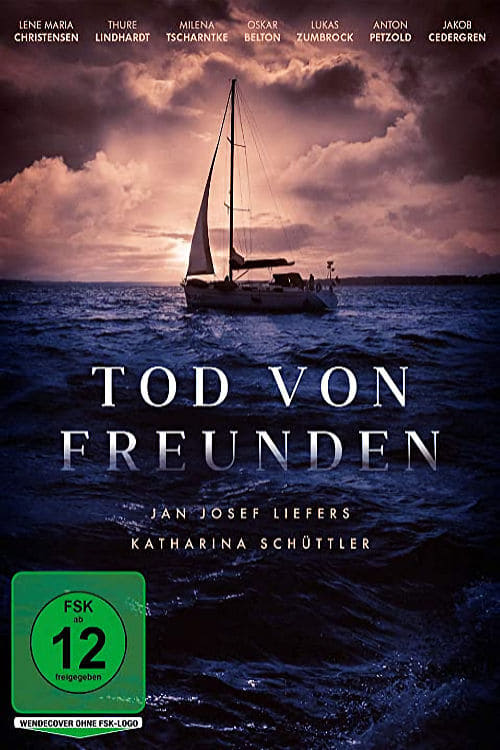 LENE MARIA THURE MILENA OSKAR LUKAS ANTON JAKOB
CHRISTENSEN LINDHARDT TSCHARNTKE BELTON ZUMBROCK PETZOLD CEDERGREN
TOD VON
FREUNDEN
JAN JOSEF LIEFERS
KATHARINA SCHÜTTLER
FSK
ab
12
freigegeben
WENDECOVER OHNE FSK-LOGO